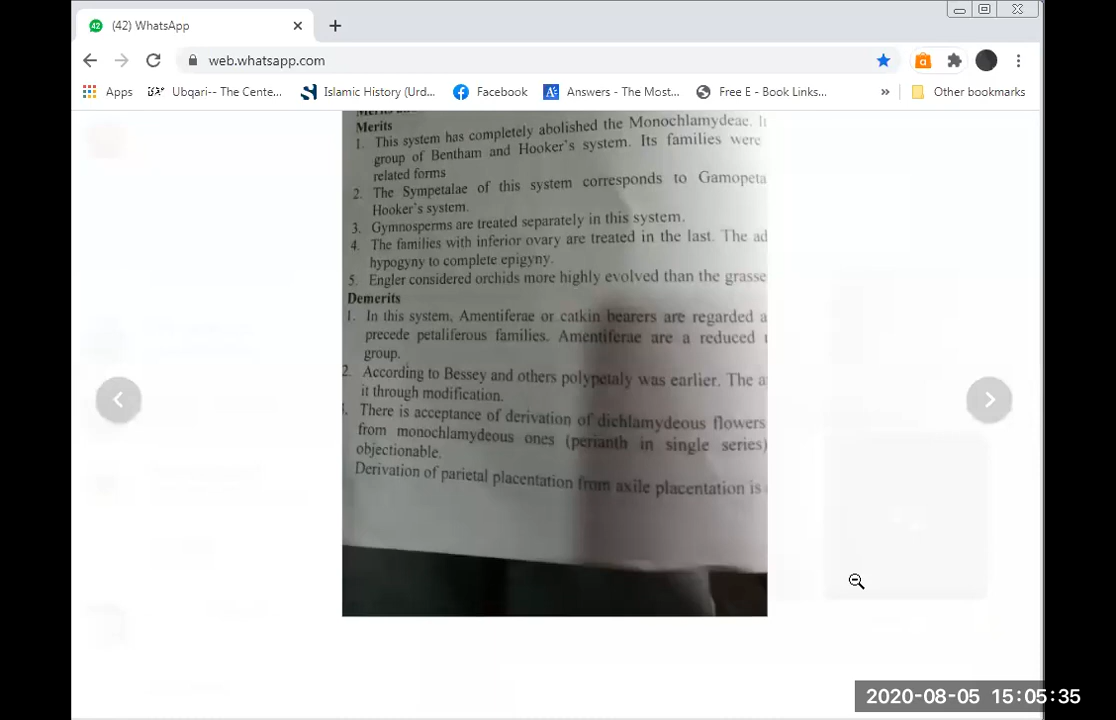 (42) WhatsApp
web.whatsapp.com
Apps
Ubqari-- The Cente...
Islamic History (Urd...
Facebook
Answers - The Most...
Free E - Book Links...
»
Other bookmarks
Merits
1. This system has completely abolished the Monochlamydeae. It
group of Bentham and Hooker's system. Its families were
related forms
2. The Sympetalae of this system corresponds to Gamopeta
Hooker's system.
3. Gymnosperms are treated separately in this system.
4. The families with inferior ovary are treated in the last. The ad
hypogyny to complete epigyny.
5. Engler considered orchids more highly evolved than the grasse
Demerits
1. In this system, Amentiferae or catkin bearers are regarded a
precede petaliferous families. Amentiferae are a reduced
group.
2. According to Bessey and others polypetaly was earlier. The a
it through modification.
There is acceptance of derivation of dichlamydeous flowers
from monochlamydeous ones (perianth in single series)
objectionable.
Derivation of parietal placentation from axile placentation is
2020-08-05 15:05:35